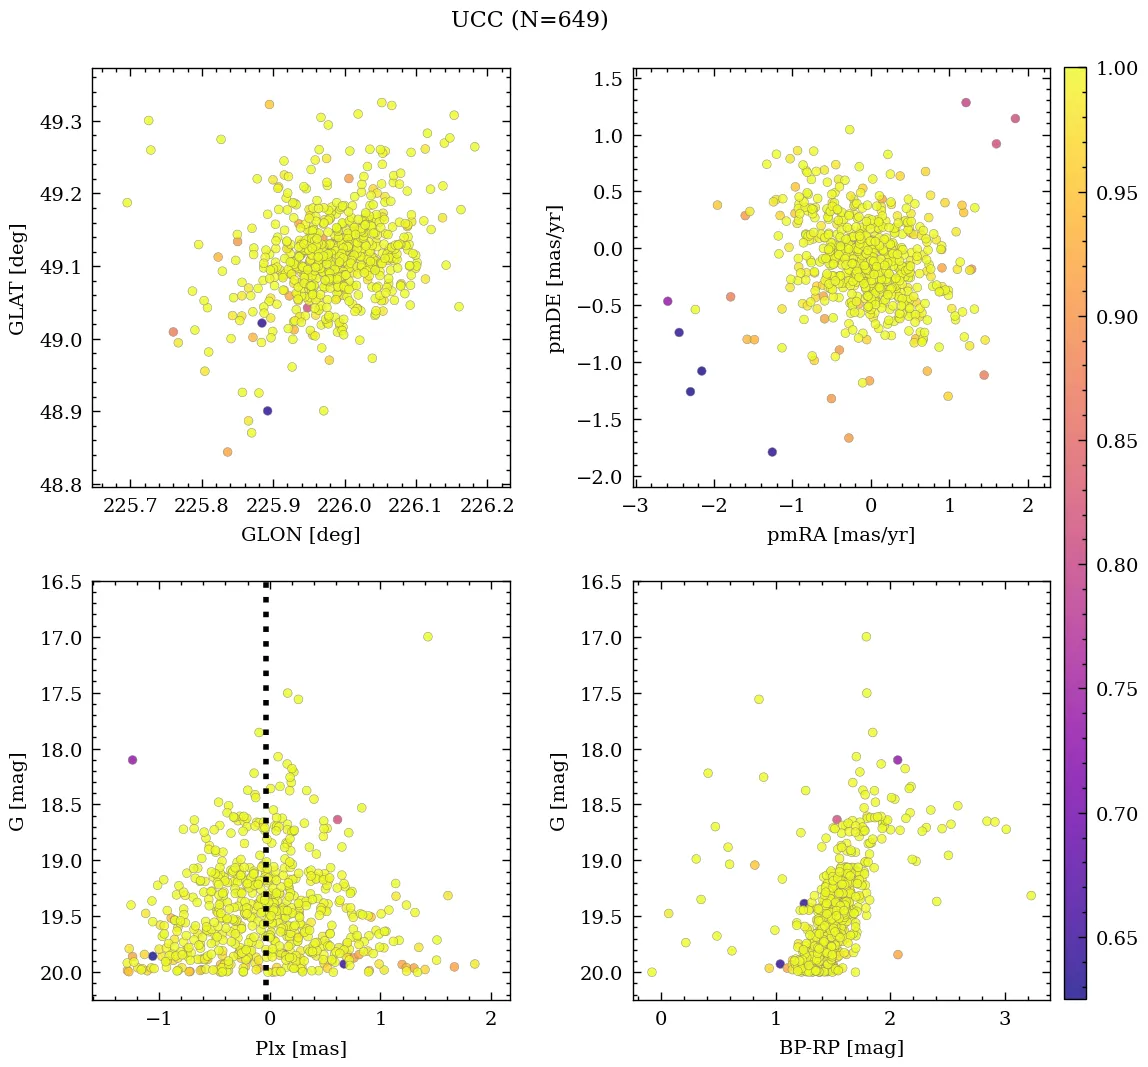 UCC (N=649)
49.3
49.2
49.1
49.0
48.9
48.8
225.7 225.8 225.9 226.0 226.1 226.2
GLAT [deg]
GLON [deg]
1.5
1.0
0.5
0.0
−0.5
−1.0
−1.5
−2.0
−3 −2 −1 0 1 2
pmDE [mas/yr]
pmRA [mas/yr]
1.00
0.95
0.90
0.85
0.80
0.75
0.70
0.65
16.5
17.0
17.5
18.0
18.5
19.0
19.5
20.0
−1 0 1 2
G [mag]
Plx [mas]
16.5
17.0
17.5
18.0
18.5
19.0
19.5
20.0
0 1 2 3
G [mag]
BP-RP [mag]